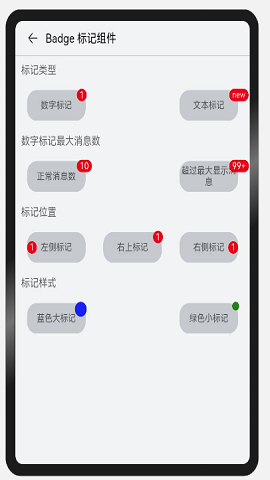 Badge 标记组件
标记类型
数字标记 1
文本标记 new
数字标记最大消息数
正常消息数 10
超过最大显示消息 99+
标记位置
1 左侧标记
右上标记 1
右侧标记 1
标记样式
蓝色大标记
绿色小标记